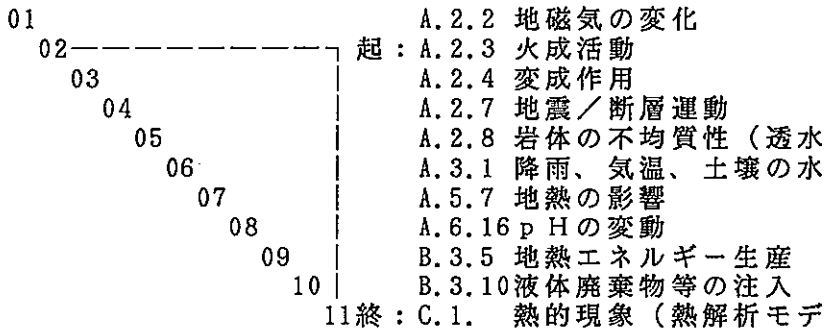 01 A.2.2 地磁気の変化
02――――――――┐ 起:A.2.3 火成活動
03 A.2.4 変成作用
04 A.2.7 地震/断層運動
05 A.2.8 岩体の不均質性(透水
06 A.3.1 降雨、気温、土壌の水
07 A.5.7 地熱の影響
08 A.6.16pHの変動
09 B.3.5 地熱エネルギー生産
10 B.3.10液体廃棄物等の注入
11終:C.1. 熱的現象(熱解析モデ